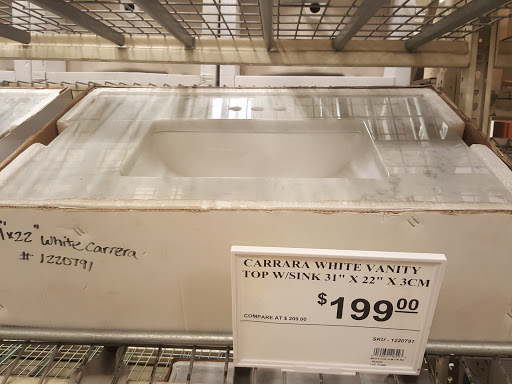 "x22" White Carrera
# 1220791
CARRARA WHITE VANITY
TOP W/SINK 31" X 22" X 3CM
$199.00
COMPARE AT $ 209.00
SKU - 1220791